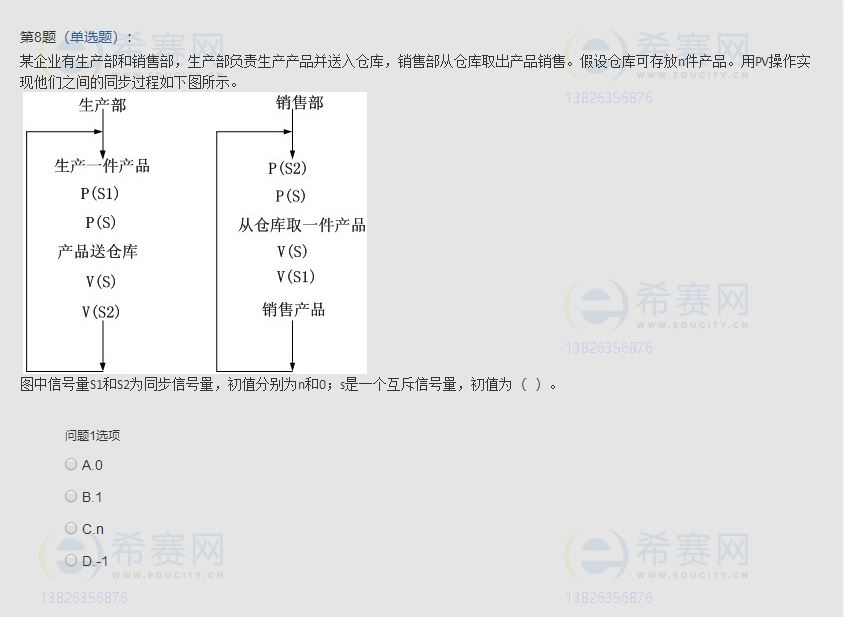 第8题（单选题）：
某企业有生产部和销售部，生产部负责生产产品并送入仓库，销售部从仓库取出产品销售。假设仓库可存放n件产品。用PV操作实
现他们之间的同步过程如下图所示。
生产部
销售部
生产一件产品
P(S1)
P(S)
产品送仓库
V(S)
V(S2)
P(S2)
P(S)
从仓库取一件产品
V(S)
V(S1)
销售产品
图中信号量S1和S2为同步信号量，初值分别为n和0；s是一个互斥信号量，初值为（ ）。
问题1选项
A.0
B.1
C.n
D.-1
希赛网
希赛网
WWW.EDUCITY.CN
13826356876
希赛网
WWW.EDUCITY.CN
13826356876
希赛网
WWW.EDUCITY.CN
13826356876
希赛网
WWW.EDUCITY.CN
13826356876